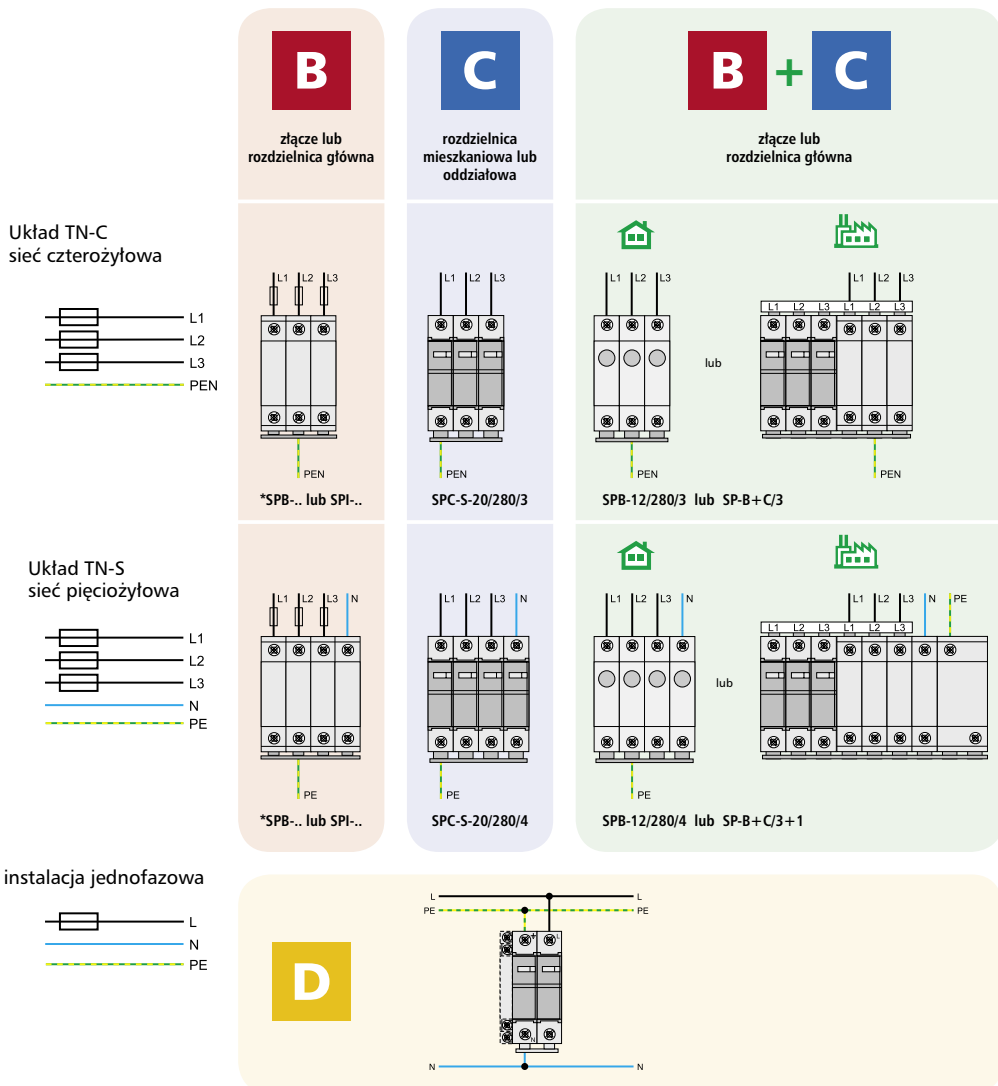 B
C
B + C
złącze lub
rozdzielnica główna
rozdzielnica
mieszkaniowa lub
oddziałowa
złącze lub
rozdzielnica główna
Układ TN-C
sieć czterożyłowa
L1
L2
L3
PEN
L1 L2 L3
PEN
L1 L2 L3
PEN
L1 L2 L3
PEN
lub
L1 L2 L3
L1 L2 L3 L1 L2 L3
PEN
*SPB-.. lub SPI-..
SPC-S-20/280/3
SPB-12/280/3 lub SP-B+C/3
Układ TN-S
sieć pięciożyłowa
L1
L2
L3
N
PE
L1 L2 L3 N
PE
L1 L2 L3 N
PE
L1 L2 L3 N
PE
lub
L1 L2 L3 N PE
L1 L2 L3 L1 L2 L3
*SPB-.. lub SPI-..
SPC-S-20/280/4
SPB-12/280/4 lub SP-B+C/3+1
instalacja jednofazowa
L
N
PE
D
L L
PE PE
L
N
N N